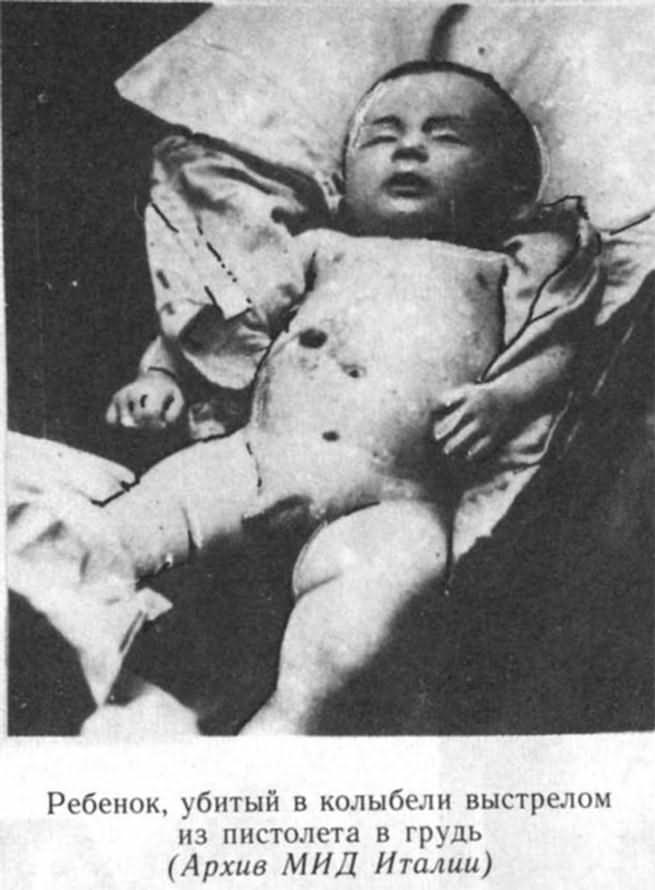 Ребенок, убитый в колыбели выстрелом
из пистолета в грудь
(Архив МИД Италии)